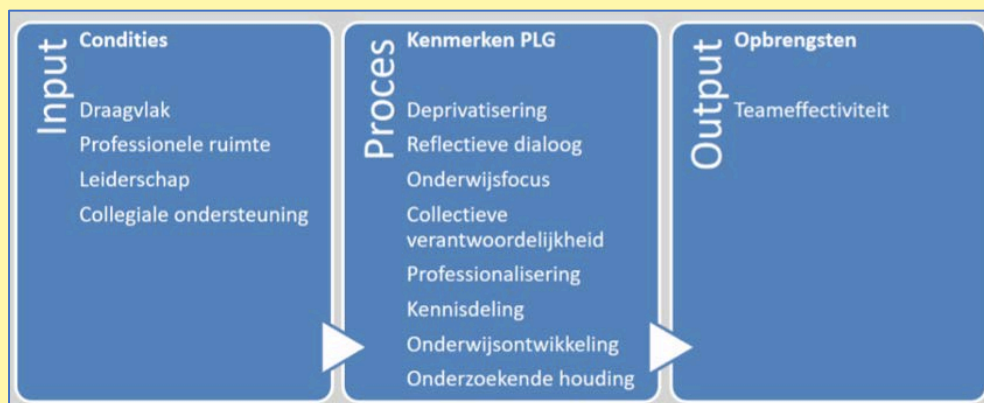 Input
Condities
Draagvlak
Professionele ruimte
Leiderschap
Collegiale ondersteuning
Proces
Kenmerken PLG
Deprivatisering
Reflectieve dialoog
Onderwijsfocus
Collectieve
verantwoordelijkheid
Professionalisering
Kennisdeling
Onderwijsontwikkeling
Onderzoekende houding
Output
Opbrengsten
Teameffectiviteit